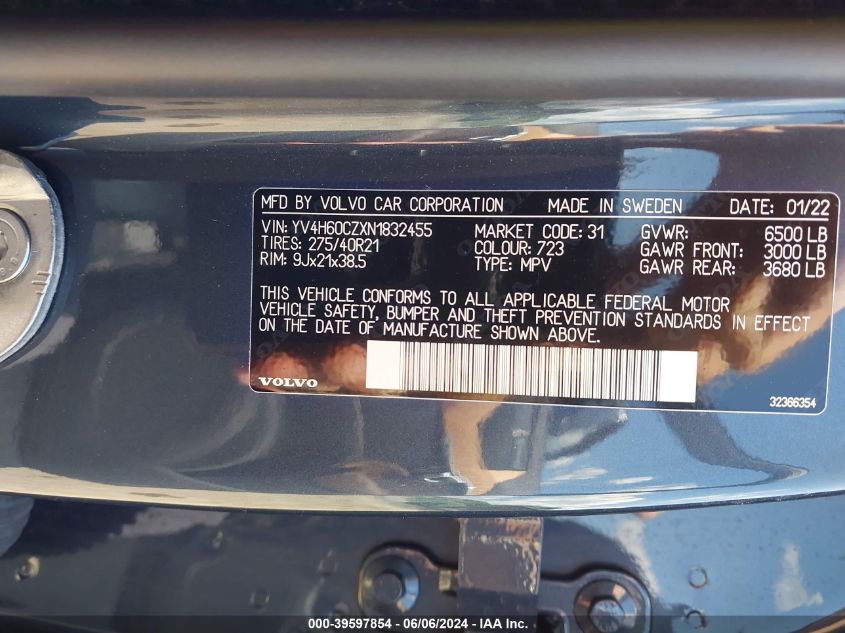 MFD BY VOLVO CAR CORPORATION MADE IN SWEDEN DATE: 01/22
VIN: YV4H60CZXN1832455 MARKET CODE: 31 GVWR: 6500 LB
TIRES: 275/40R21 COLOUR: 723 GAWR FRONT: 3000 LB
RIM: 9Jx21x38.5 TYPE: MPV GAWR REAR: 3680 LB
THIS VEHICLE CONFORMS TO ALL APPLICABLE FEDERAL MOTOR
VEHICLE SAFETY, BUMPER AND THEFT PREVENTION STANDARDS IN EFFECT
ON THE DATE OF MANUFACTURE SHOWN ABOVE.
VOLVO
32366354
000-39597854 - 06/06/2024 - IAA Inc.